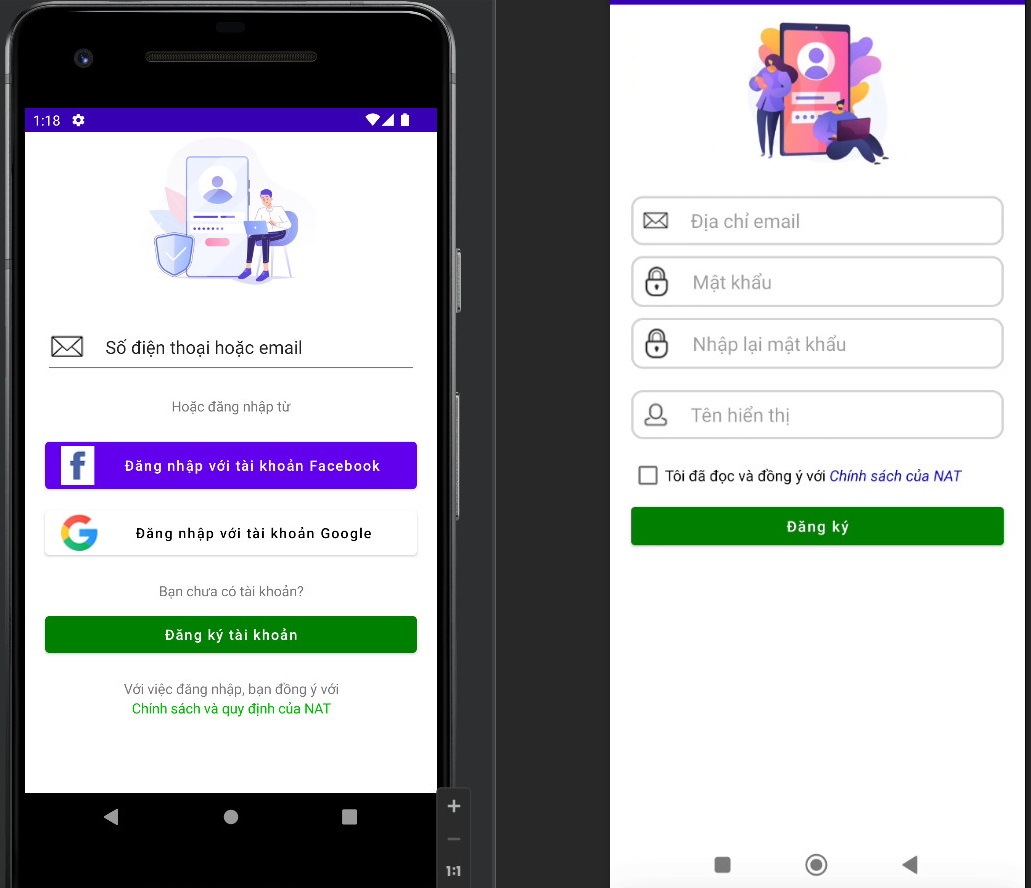 1:18
Số điện thoại hoặc email
Hoặc đăng nhập từ
Đăng nhập với tài khoản Facebook
Đăng nhập với tài khoản Google
Bạn chưa có tài khoản?
Đăng ký tài khoản
Với việc đăng nhập, bạn đồng ý với
Chính sách và quy định của NAT
1:1
Địa chỉ email
Mật khẩu
Nhập lại mật khẩu
Tên hiển thị
Tôi đã đọc và đồng ý với Chính sách của NAT
Đăng ký